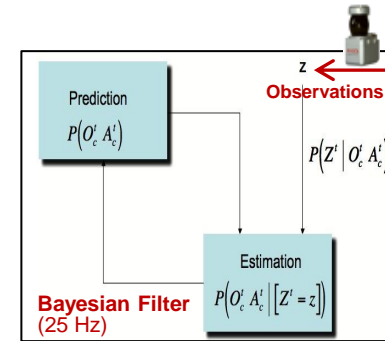 z
Observations
Prediction
P(O_c^t A_c^t)
P(Z^t | O_c^t A_c^t)
Estimation
P(O_c^t A_c^t | [Z^t = z])
Bayesian Filter
(25 Hz)